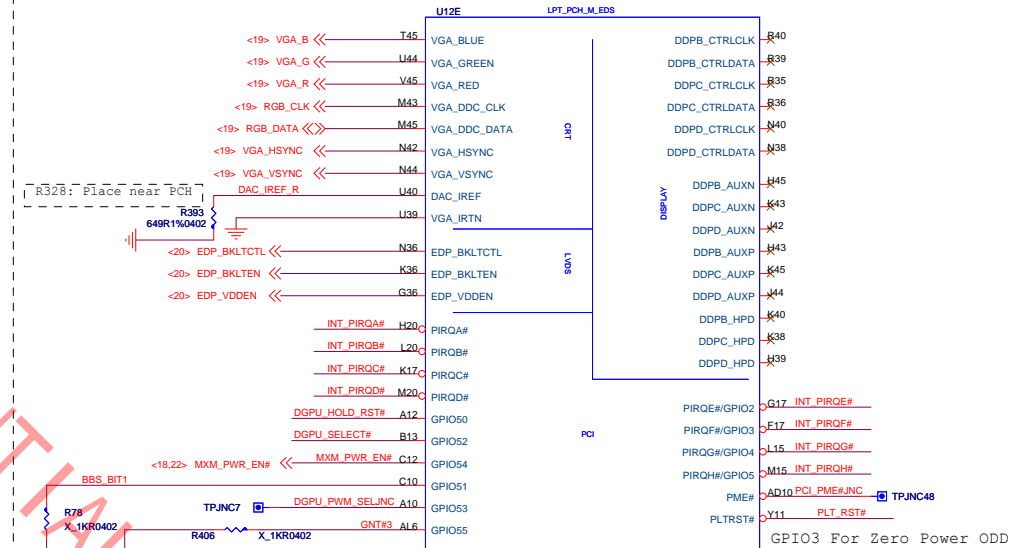 U12E LPT_PCH_M_EDS
<19> VGA_B T45 VGA_BLUE DDPB_CTRLCLK R40
<19> VGA_G U44 VGA_GREEN DDPB_CTRLDATA R39
<19> VGA_R V45 VGA_RED DDPC_CTRLCLK R35
<19> RGB_CLK M43 VGA_DDC_CLK DDPC_CTRLDATA R36
<19> RGB_DATA M45 VGA_DDC_DATA CRT DDPD_CTRLCLK N40
<19> VGA_HSYNC N42 VGA_HSYNC DDPD_CTRLDATA N38
<19> VGA_VSYNC N44 VGA_VSYNC
DDPB_AUXN H45
R328: Place near PCH DAC_IREF_R U40 DAC_IREF DISPLAY DDPC_AUXN K43
R393 U39 VGA_IRTN
649R1%0402 DDPD_AUXN J42
<20> EDP_BKLTCTL N36 EDP_BKLTCTL LVDS DDPB_AUXP H43
<20> EDP_BKLTEN K36 EDP_BKLTEN DDPC_AUXP K45
<20> EDP_VDDEN G36 EDP_VDDEN DDPD_AUXP J44
DDPB_HPD K40
INT_PIRQA# H20 PIRQA# DDPC_HPD K38
INT_PIRQB# L20 PIRQB# DDPD_HPD H39
INT_PIRQC# K17 PIRQC#
INT_PIRQD# M20 PIRQD#
DGPU_HOLD_RST# A12 GPIO50 PIRQE#/GPIO2 G17 INT_PIRQE#
DGPU_SELECT# B13 GPIO52 PCI PIRQF#/GPIO3 F17 INT_PIRQF#
<18,22> MXM_PWR_EN# MXM_PWR_EN# C12 GPIO54 PIRQG#/GPIO4 L15 INT_PIRQG#
BBS_BIT1 C10 GPIO51 PIRQH#/GPIO5 M15 INT_PIRQH#
TPJNC7 DGPU_PWM_SELJNC A10 GPIO53 PME# AD10 PCI_PME#JNC TPJNC48
R78
X_1KR0402
R406 X_1KR0402 GNT#3 AL6 GPIO55 PLTRST# Y11 PLT_RST#
GPIO3 For Zero Power ODD